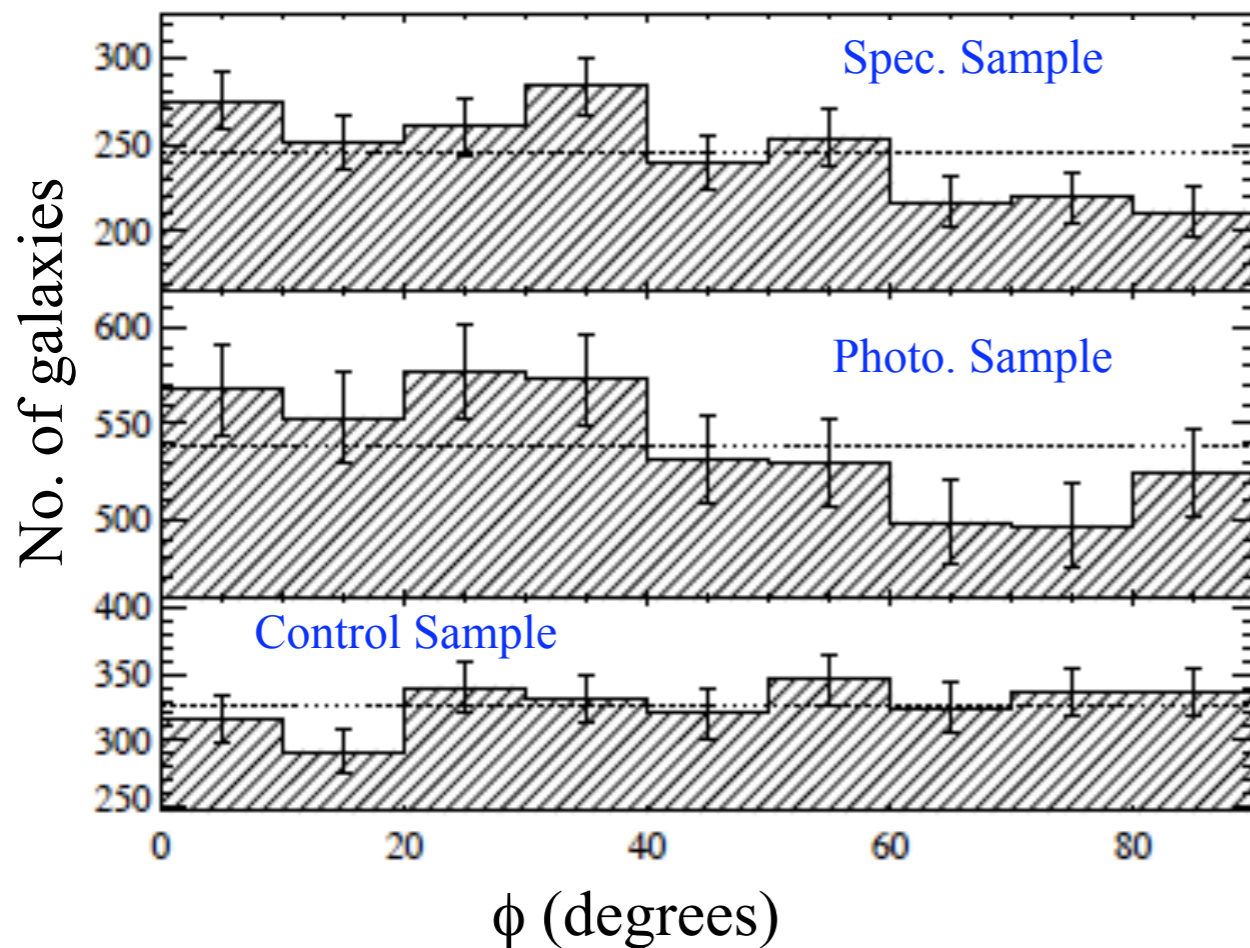 No. of galaxies
Spec. Sample
300
250
200
Photo. Sample
600
550
500
Control Sample
400
350
300
250
0 20 40 60 80
ϕ (degrees)